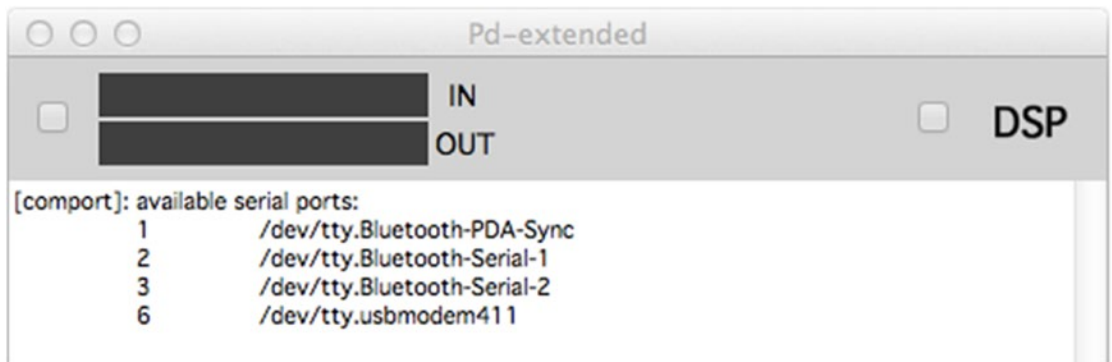 Pd-extended
IN
OUT
DSP
[comport]: available serial ports:
1 /dev/tty.Bluetooth-PDA-Sync
2 /dev/tty.Bluetooth-Serial-1
3 /dev/tty.Bluetooth-Serial-2
6 /dev/tty.usbmodem411